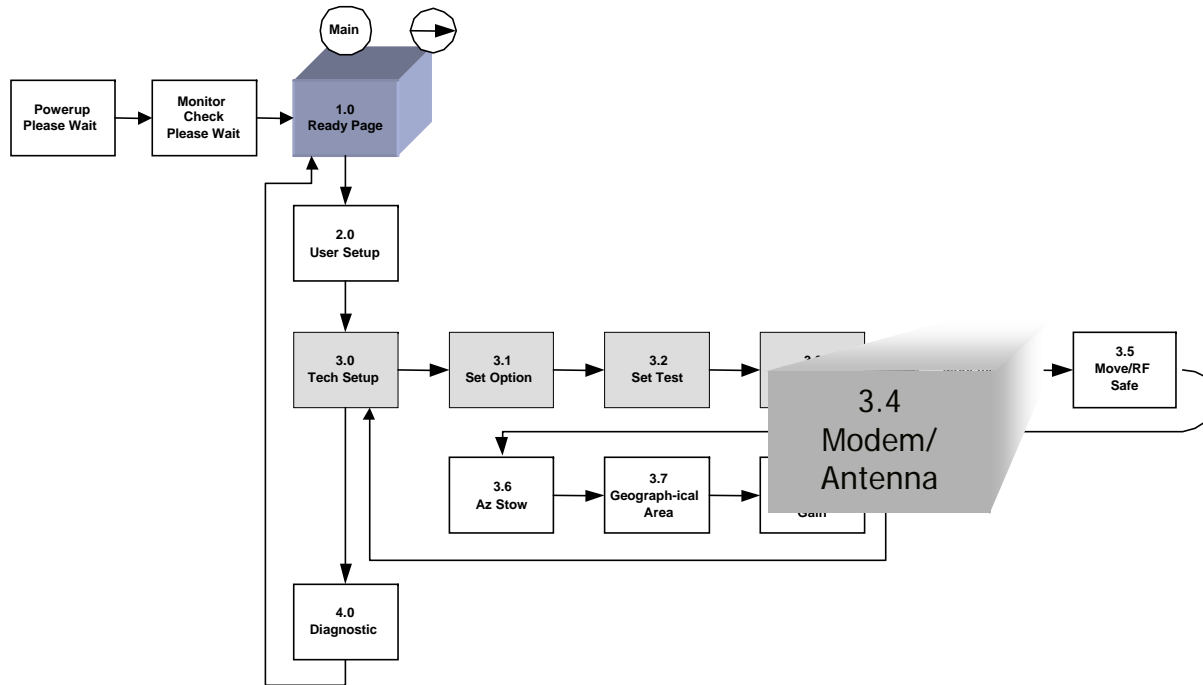 Main
Powerup
Please Wait
Monitor
Check
Please Wait
1.0
Ready Page
2.0
User Setup
3.0
Tech Setup
3.1
Set Option
3.2
Set Test
3.4
Modem/
Antenna
3.5
Move/RF
Safe
3.6
Az Stow
3.7
Geograph-ical
Area
Gain
4.0
Diagnostic